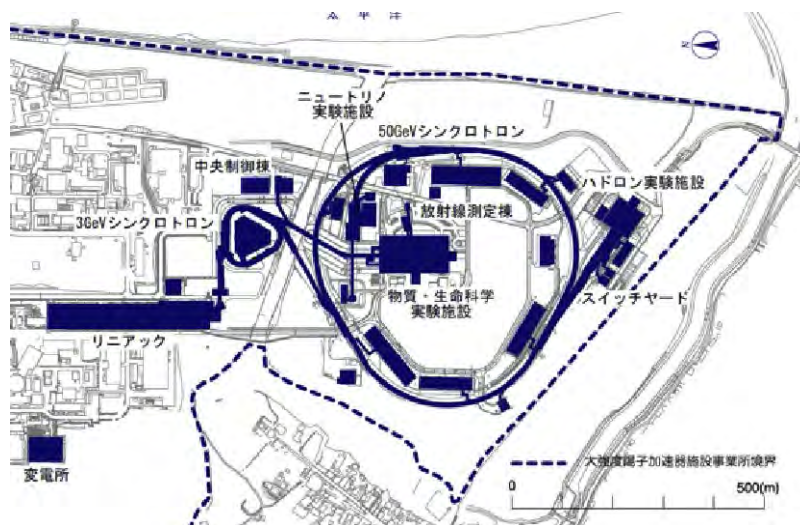 太平洋
N
ニュートリノ
実験施設
50GeVシンクロトロン
中央制御棟
ハドロン実験施設
3GeVシンクロトロン
放射線測定棟
物質・生命科学
実験施設
スイッチヤード
リニアック
変電所
大強度陽子加速器施設事業所境界
0
500(m)